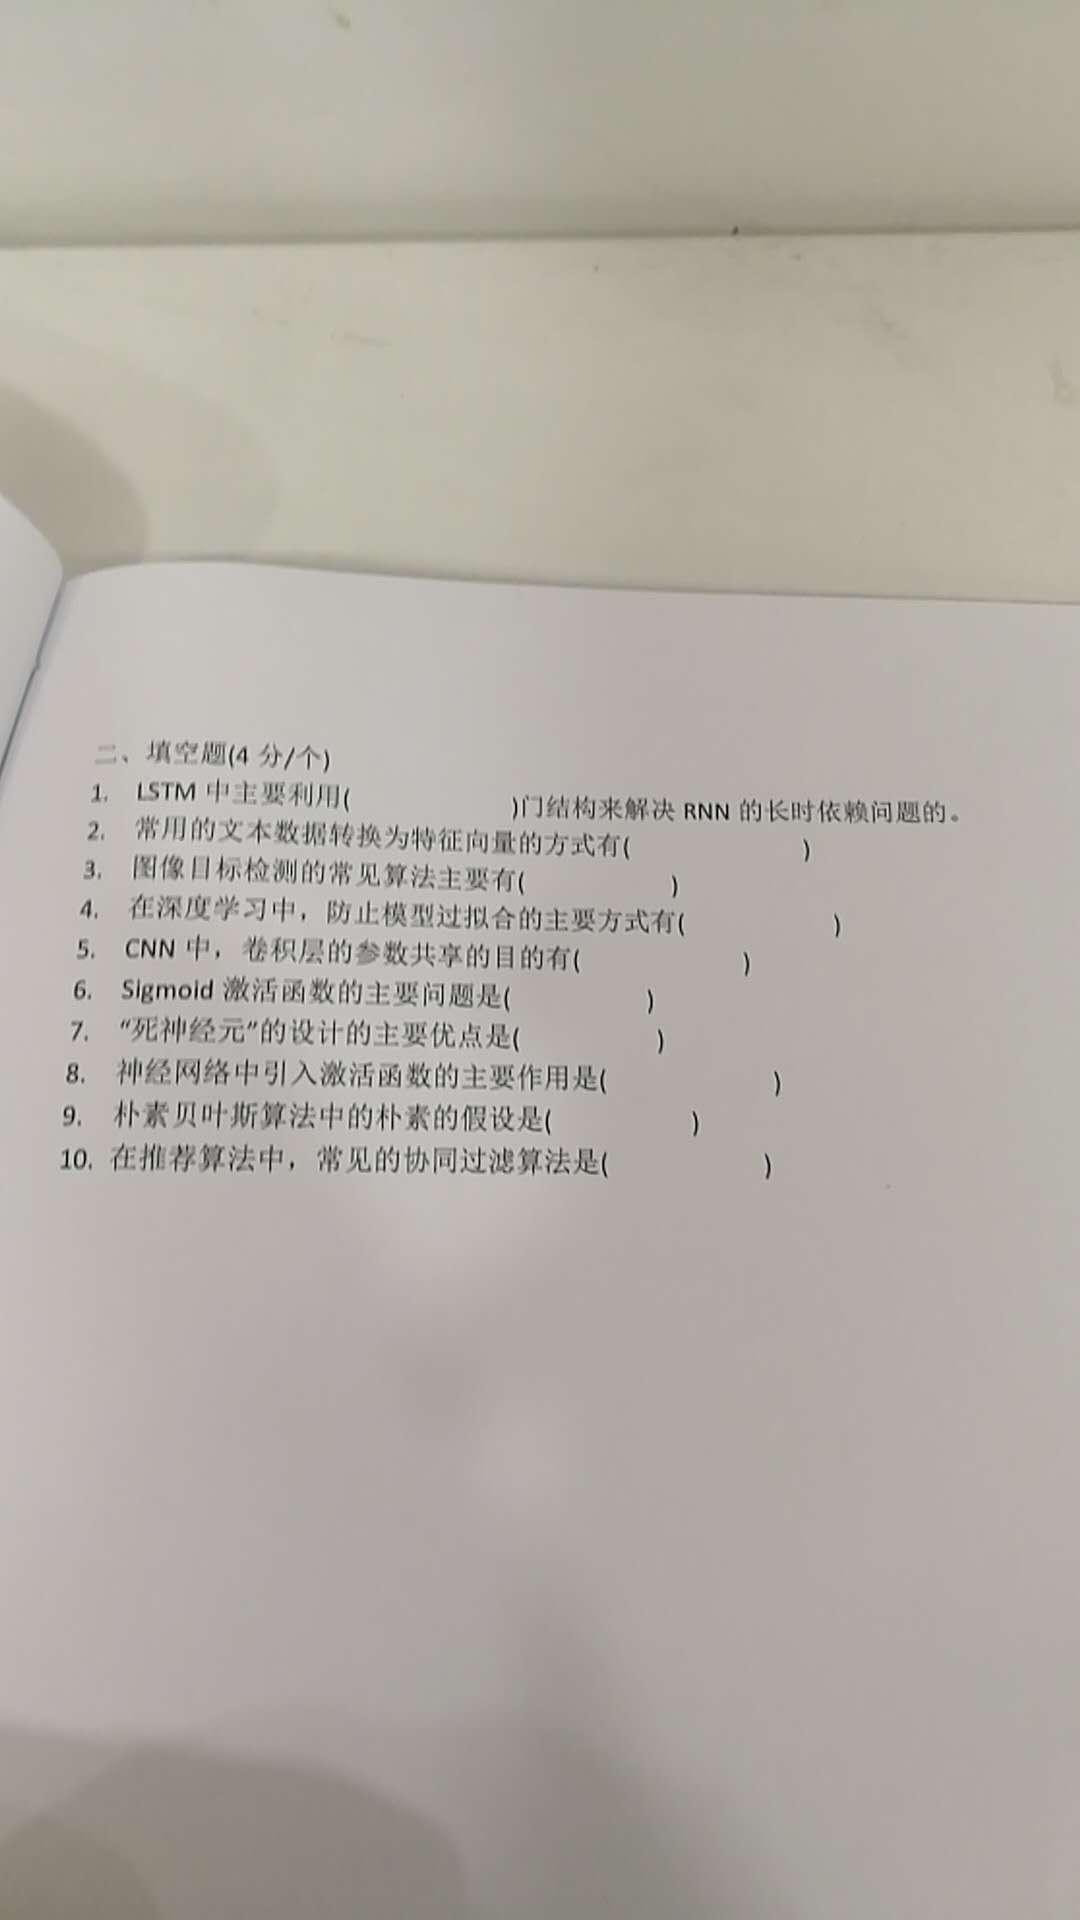 二、填空题(4 分/个)
1. LSTM 中主要利用( )门结构来解决 RNN 的长时依赖问题的。
2. 常用的文本数据转换为特征向量的方式有( )
3. 图像目标检测的常见算法主要有( )
4. 在深度学习中，防止模型过拟合的主要方式有( )
5. CNN 中，卷积层的参数共享的目的有( )
6. Sigmoid 激活函数的主要问题是( )
7. “死神经元”的设计的主要优点是( )
8. 神经网络中引入激活函数的主要作用是( )
9. 朴素贝叶斯算法中的朴素的假设是( )
10. 在推荐算法中，常见的协同过滤算法是( )